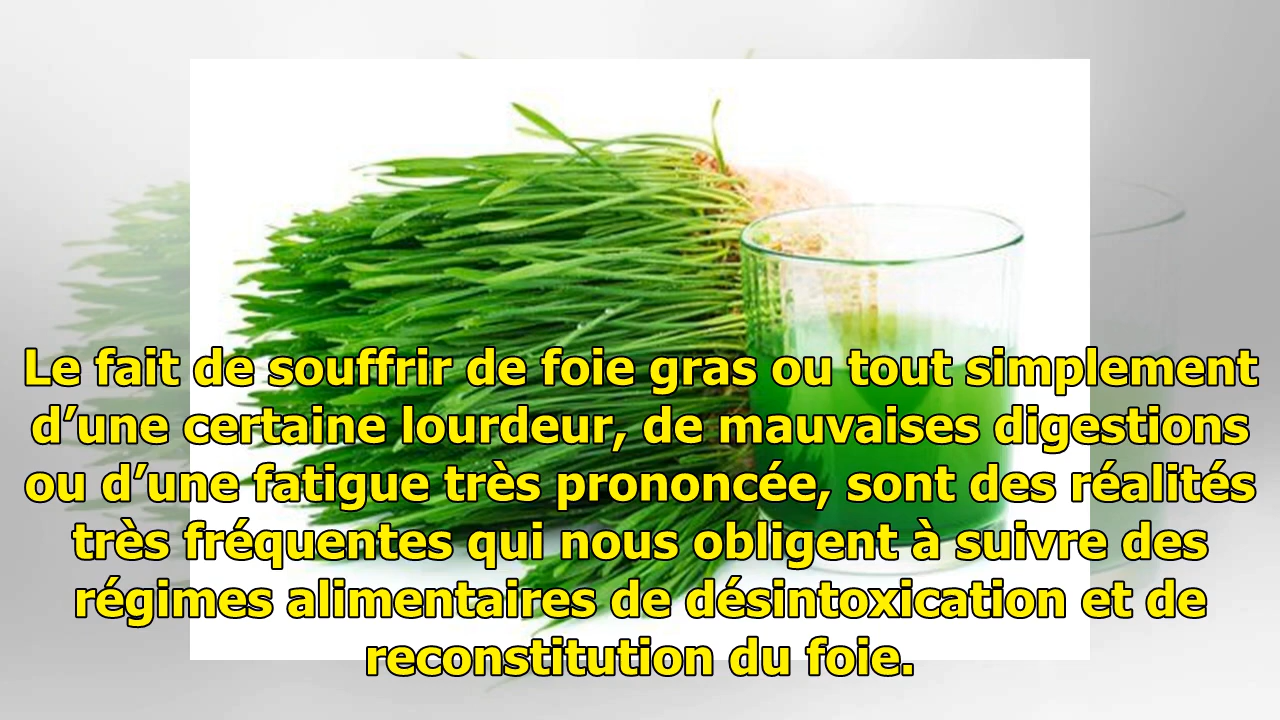 Le fait de souffrir de foie gras ou tout simplement
d’une certaine lourdeur, de mauvaises digestions
ou d’une fatigue très prononcée, sont des réalités
très fréquentes qui nous obligent à suivre des
régimes alimentaires de désintoxication et de
reconstitution du foie.